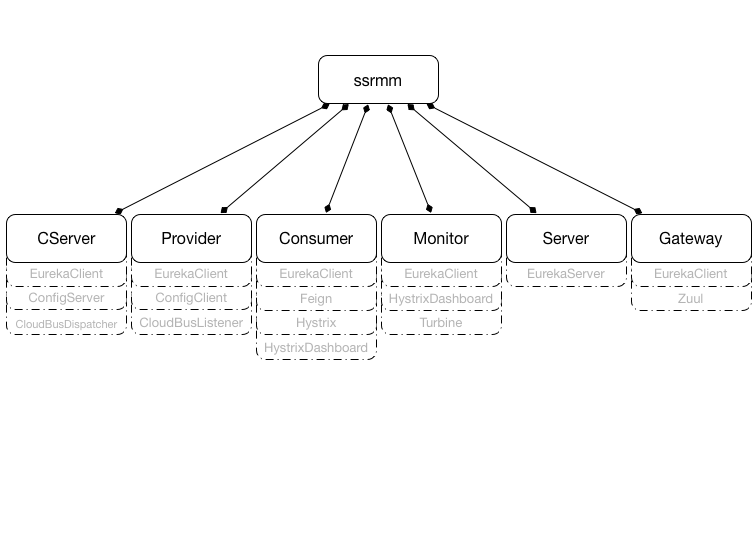 ssrmm
CServer
EurekaClient
ConfigServer
CloudBusDispatcher
Provider
EurekaClient
ConfigClient
CloudBusListener
Consumer
EurekaClient
Feign
Hystrix
HystrixDashboard
Monitor
EurekaClient
HystrixDashboard
Turbine
Server
EurekaServer
Gateway
EurekaClient
Zuul